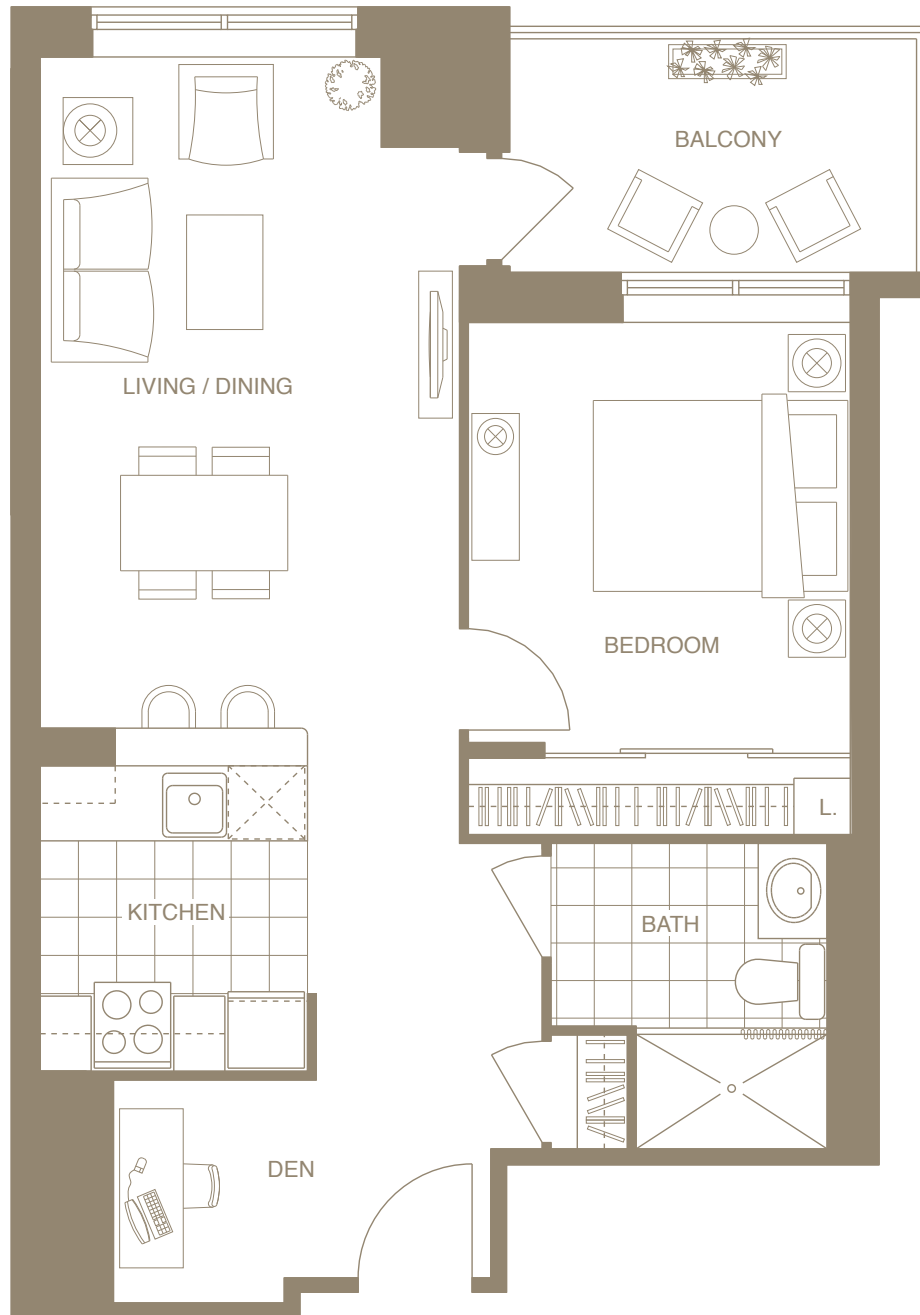 BALCONY
LIVING / DINING
BEDROOM
L.
KITCHEN
BATH
DEN